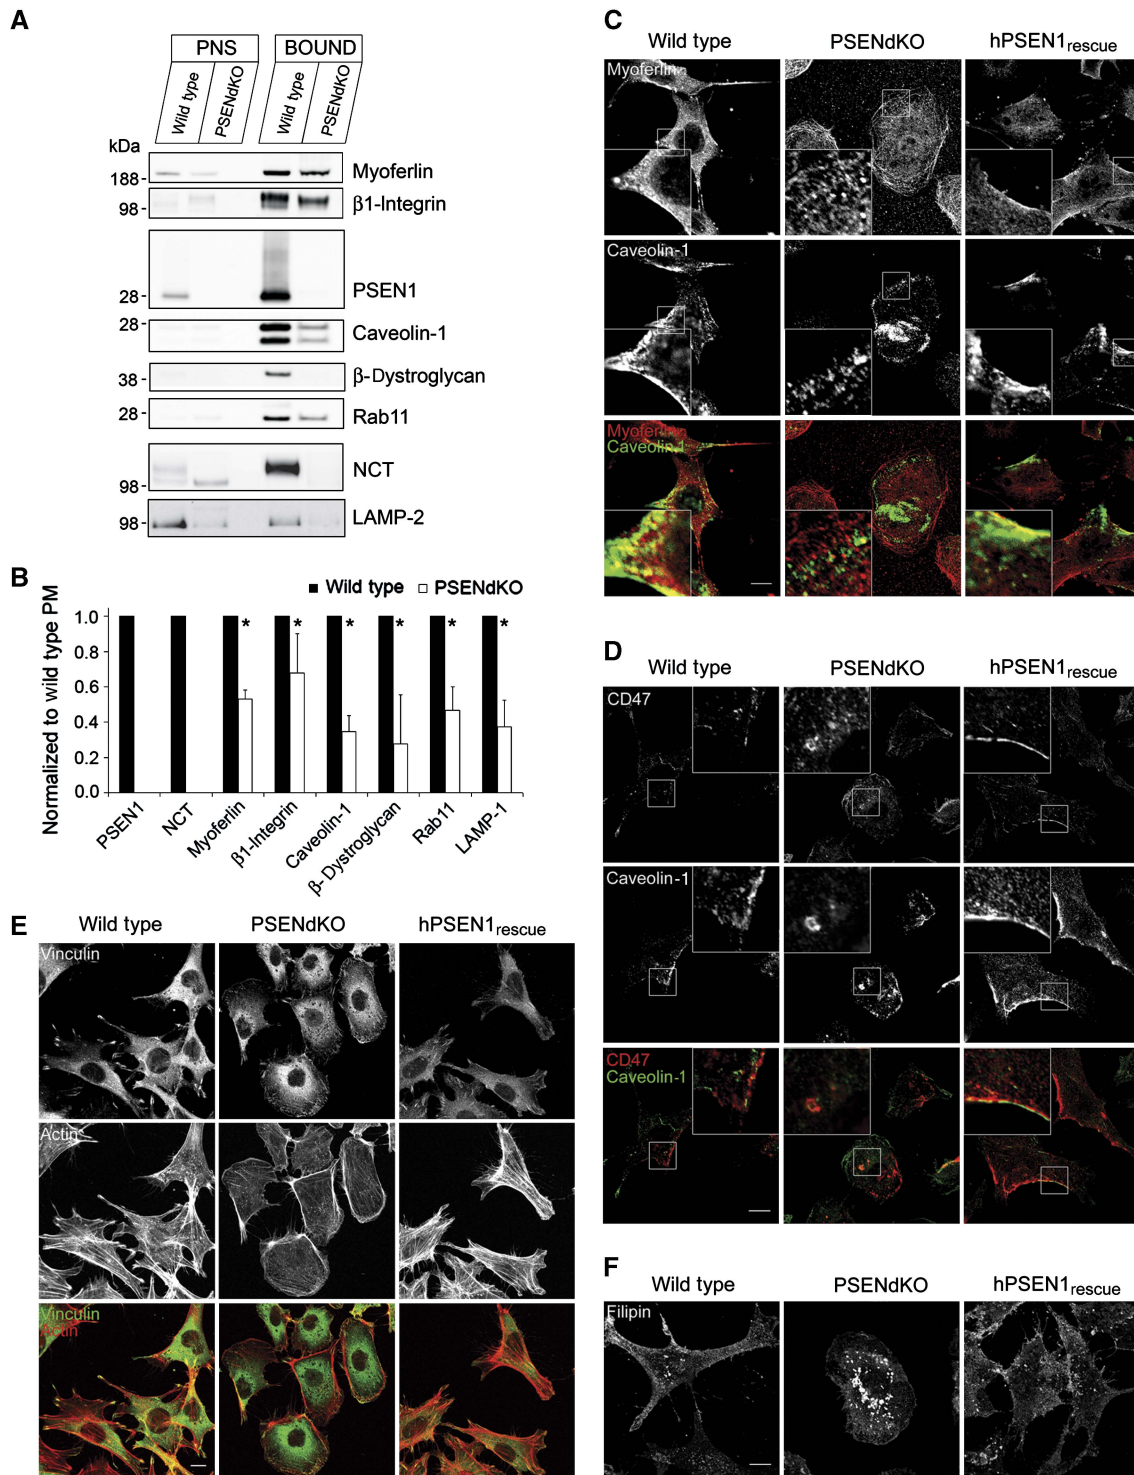 A
PNS BOUND
Wild type PSENdKO Wild type PSENdKO
kDa
188- Myoferlin
98- β1-Integrin
28- PSEN1
28- Caveolin-1
38- β-Dystroglycan
28- Rab11
98- NCT
98- LAMP-2
B
Wild type PSENdKO
Normalized to wild type PM
1.0
0.8
0.6
0.4
0.2
0.0
* * * * * *
PSEN1 NCT Myoferlin β1-Integrin Caveolin-1 β- Dystroglycan Rab11 LAMP-1
C
Wild type PSENdKO hPSEN1rescue
Myoferlin
Caveolin-1
Myoferlin
Caveolin-1
D
Wild type PSENdKO hPSEN1rescue
CD47
Caveolin-1
CD47
Caveolin-1
E
Wild type PSENdKO hPSEN1rescue
Vinculin
Actin
Vinculin
Actin
F
Wild type PSENdKO hPSEN1rescue
Filipin